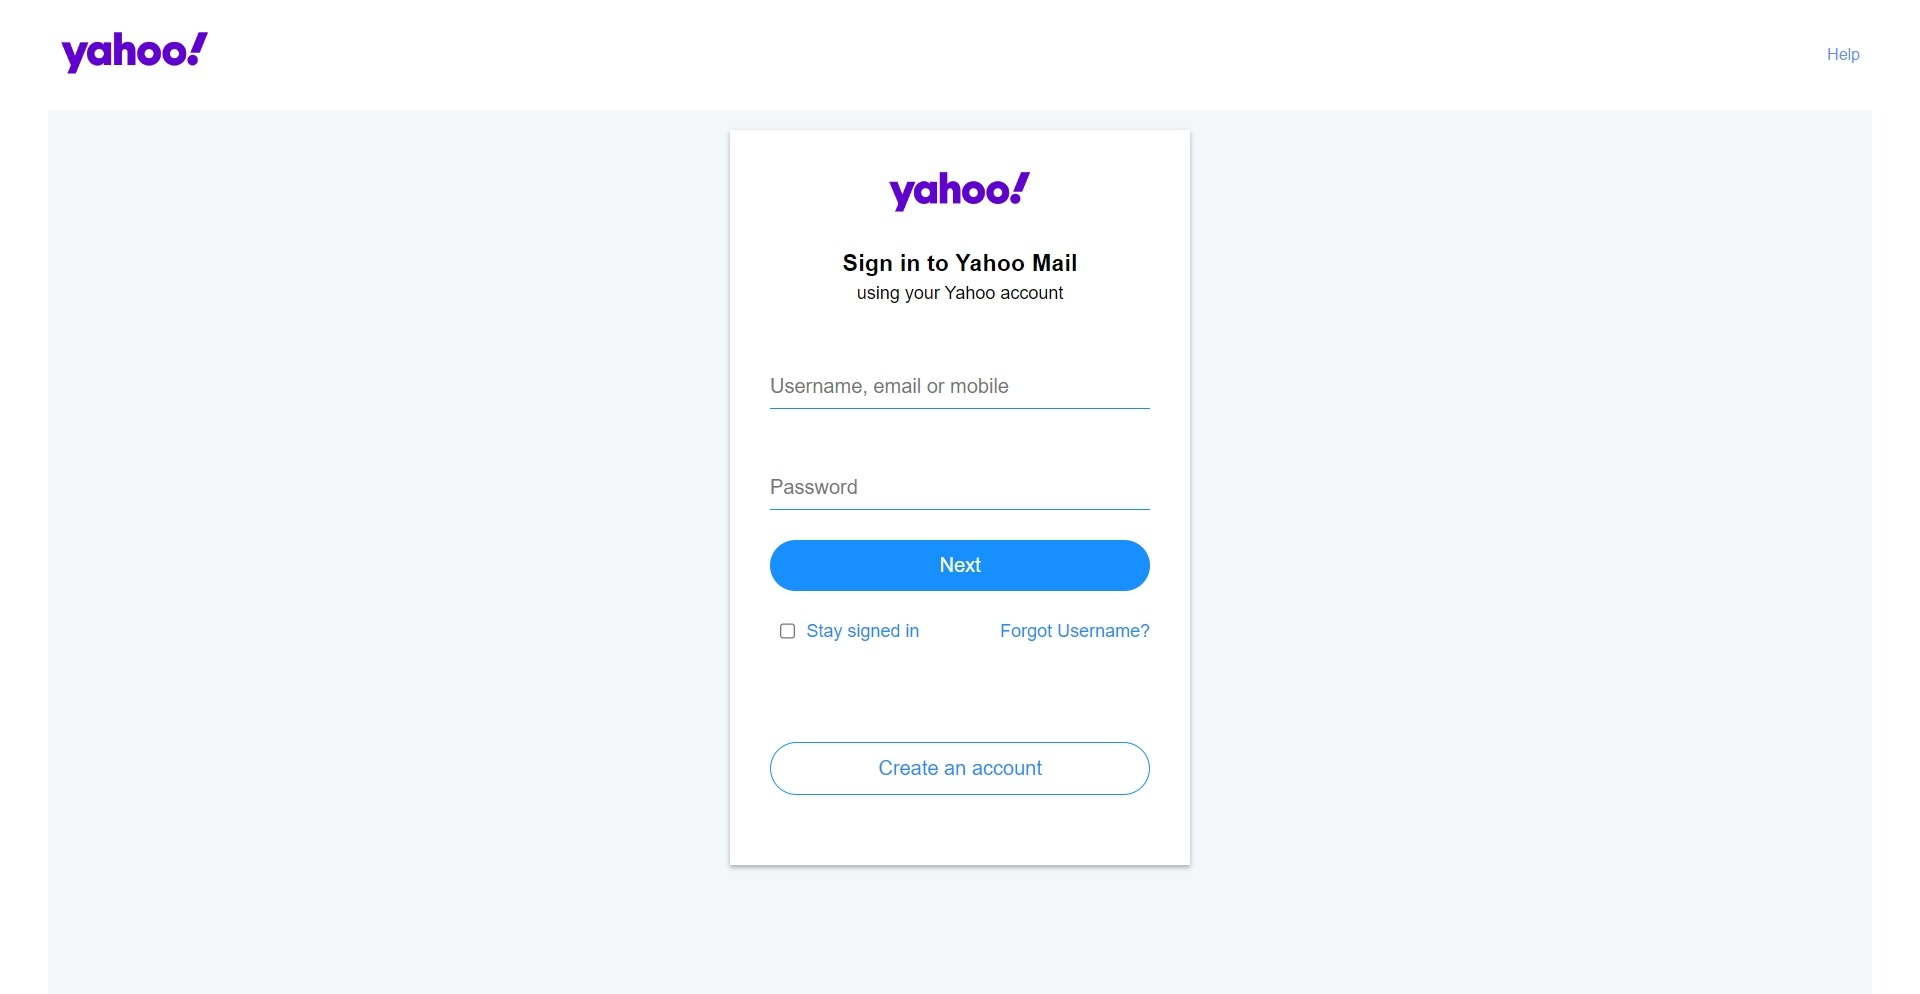 yahoo!
Help
yahoo!
Sign in to Yahoo Mail
using your Yahoo account
Username, email or mobile
Password
Next
Stay signed in
Forgot Username?
Create an account